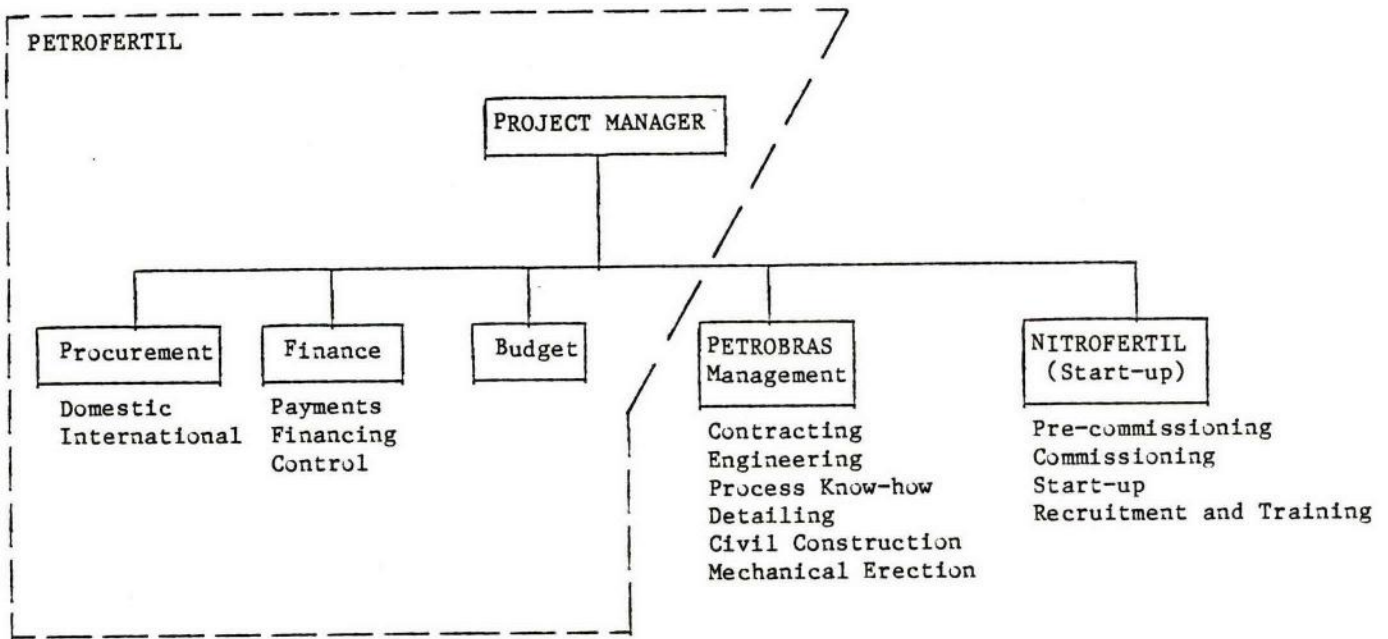 PETROFERTIL
PROJECT MANAGER
Procurement
Domestic
International
Finance
Payments
Financing
Control
Budget
PETROBRAS
Management
Contracting
Engineering
Process Know-how
Detailing
Civil Construction
Mechanical Erection
NITROFERTIL
(Start-up)
Pre-commissioning
Commissioning
Start-up
Recruitment and Training